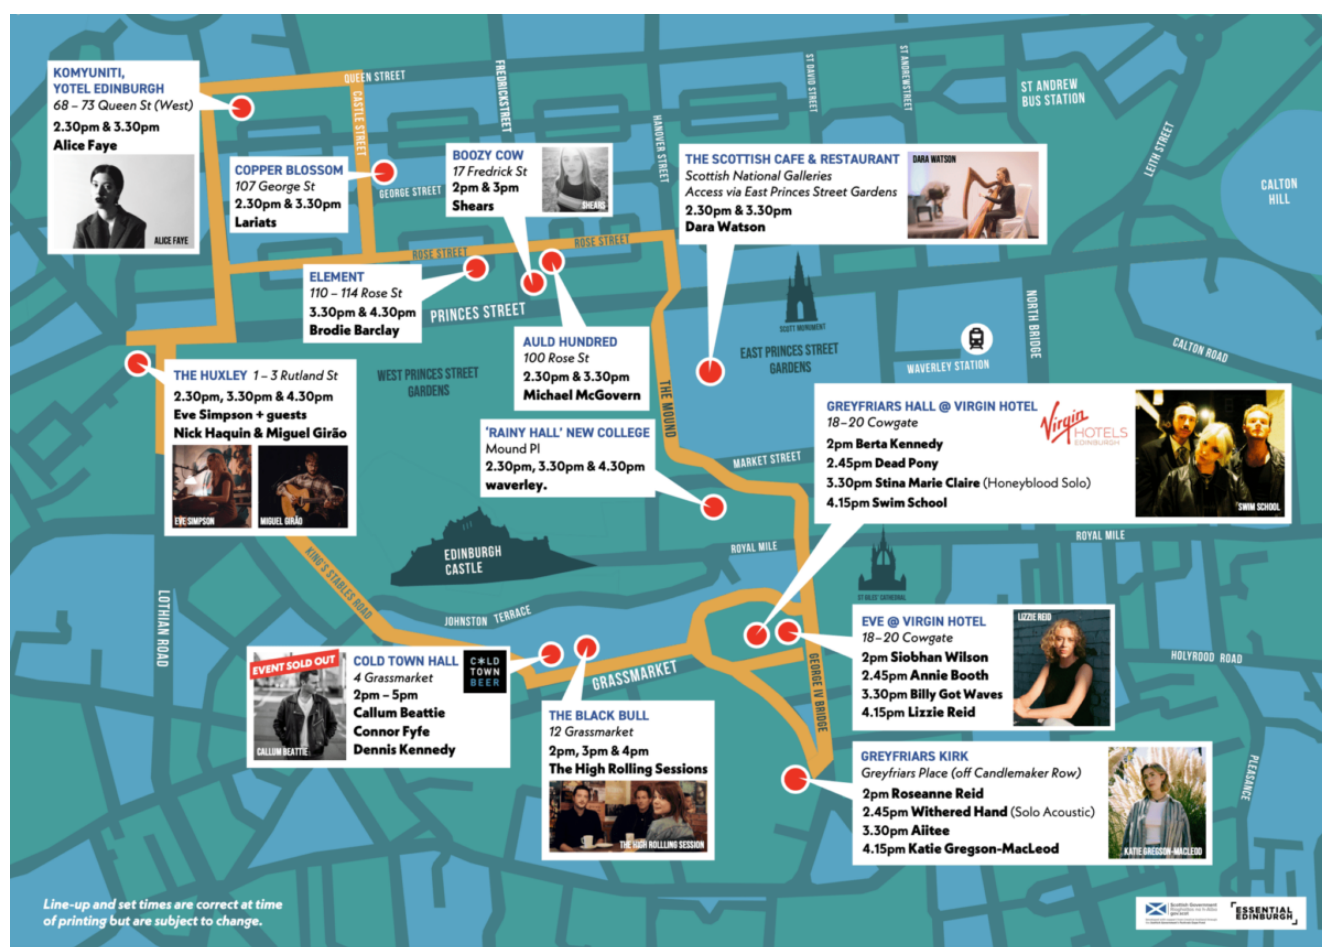 KOMYUNITI,
YOTEL EDINBURGH
68 – 73 Queen St (West)
2.30pm & 3.30pm
Alice Faye
ALICE FAYE
QUEEN STREET
CASTLE STREET
FREDRICKSTREET
HANOVER STREET
ST DAVID STREET
ST ANDREWSTREET
ST ANDREW
BUS STATION
LEITH STREET
CALTON
HILL
COPPER BLOSSOM
107 George St
2.30pm & 3.30pm
Lariats
GEORGE STREET
BOOZY COW
17 Fredrick St
2pm & 3pm
Shears
SHEARS
THE SCOTTISH CAFE & RESTAURANT
Scottish National Galleries
Access via East Princes Street Gardens
2.30pm & 3.30pm
Dara Watson
DARA WATSON
ROSE STREET
ROSE STREET
ELEMENT
110 – 114 Rose St
3.30pm & 4.30pm
Brodie Barclay
PRINCES STREET
AULD HUNDRED
100 Rose St
2.30pm & 3.30pm
Michael McGovern
SCOTT MONUMENT
EAST PRINCES STREET
GARDENS
WAVERLEY STATION
NORTH BRIDGE
CALTON ROAD
THE HUXLEY 1 – 3 Rutland St
2.30pm, 3.30pm & 4.30pm
Eve Simpson + guests
Nick Haquin & Miguel Girão
EVE SIMPSON
MIGUEL GIRÃO
WEST PRINCES STREET
GARDENS
THE MOUND
'RAINY HALL' NEW COLLEGE
Mound Pl
2.30pm, 3.30pm & 4.30pm
waverley.
MARKET STREET
GREYFRIARS HALL @ VIRGIN HOTEL
18–20 Cowgate
2pm Berta Kennedy
2.45pm Dead Pony
3.30pm Stina Marie Claire (Honeyblood Solo)
4.15pm Swim School
Virgin
HOTELS
EDINBURGH
SWIM SCHOOL
EDINBURGH
CASTLE
ROYAL MILE
ROYAL MILE
ST GILES' CATHEDRAL
KING'S STABLES ROAD
LOTHIAN ROAD
JOHNSTON TERRACE
EVE @ VIRGIN HOTEL
18–20 Cowgate
2pm Siobhan Wilson
2.45pm Annie Booth
3.30pm Billy Got Waves
4.15pm Lizzie Reid
LIZZIE REID
HOLYROOD ROAD
EVENT SOLD OUT
CALLUM BEATTIE
COLD TOWN HALL
4 Grassmarket
2pm – 5pm
Callum Beattie
Connor Fyfe
Dennis Kennedy
C*LD
TOWN
BEER
GRASSMARKET
GEORGE IV BRIDGE
THE BLACK BULL
12 Grassmarket
2pm, 3pm & 4pm
The High Rolling Sessions
THE HIGH ROLLLING SESSION
GREYFRIARS KIRK
Greyfriars Place (off Candlemaker Row)
2pm Roseanne Reid
2.45pm Withered Hand (Solo Acoustic)
3.30pm Aiitee
4.15pm Katie Gregson-MacLeod
KATIE GREGSON-MACLEOD
PLEASANCE
Line-up and set times are correct at time
of printing but are subject to change.
Scottish Government
gov.scot
ESSENTIAL
EDINBURGH